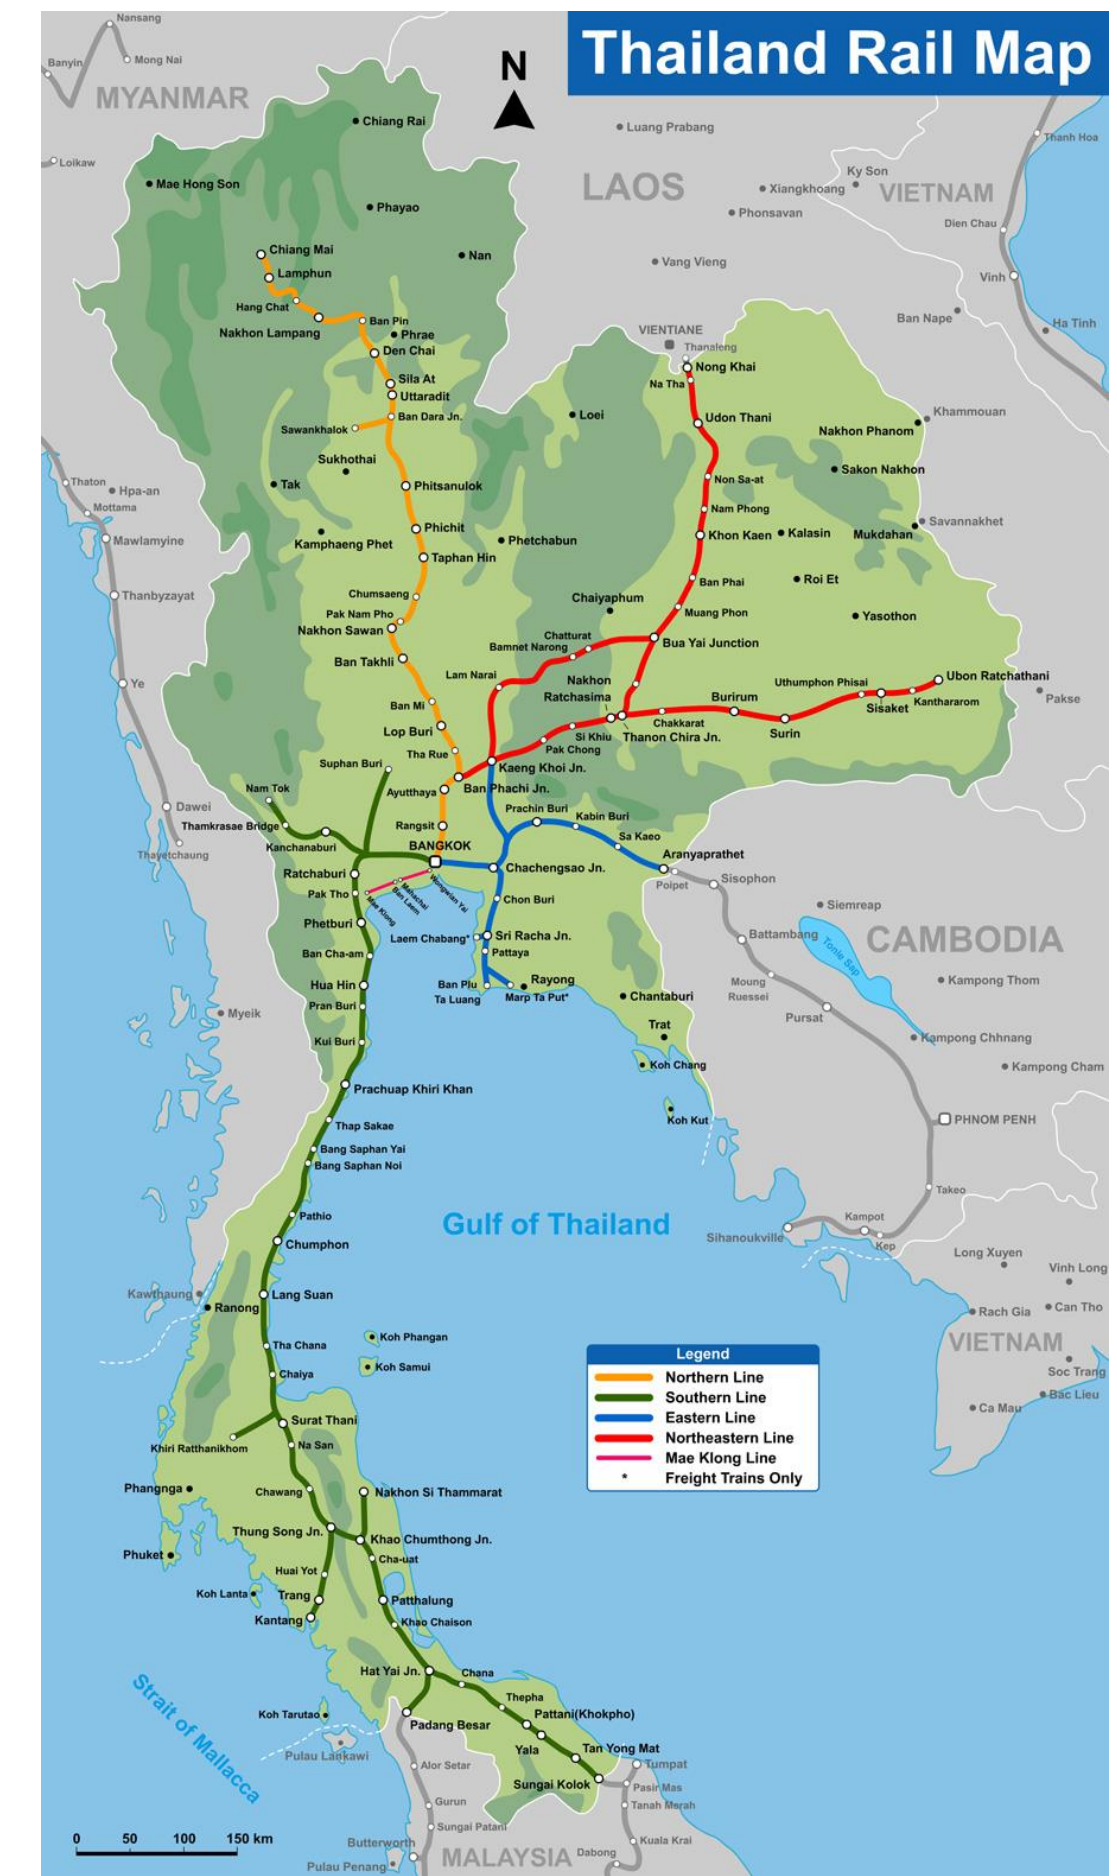 Thailand Rail Map
N
Nansang
Banyin
Mong Nai
MYANMAR
Loikaw
Chiang Rai
Luang Prabang
Thanh Hoa
Mae Hong Son
LAOS
Ky Son
Xiangkhoang
VIETNAM
Phayao
Phonsavan
Dien Chau
Chiang Mai
Nan
Vang Vieng
Lamphun
Vinh
Hang Chat
Ban Pin
Ban Nape
Ha Tinh
Nakhon Lampang
Phrae
VIENTIANE
Thanaleng
Den Chai
Nong Khai
Sila At
Na Tha
Uttaradit
Ban Dara Jn.
Loei
Udon Thani
Khammouan
Sawankhalok
Nakhon Phanom
Sukhothai
Sakon Nakhon
Thaton
Hpa-an
Tak
Phitsanulok
Non Sa-at
Mottama
Nam Phong
Savannakhet
Mawlamyine
Kamphaeng Phet
Phichit
Phetchabun
Khon Kaen
Kalasin
Mukdahan
Taphan Hin
Thanbyzayat
Chumsaeng
Ban Phai
Roi Et
Chaiyaphum
Pak Nam Pho
Muang Phon
Yasothon
Nakhon Sawan
Chatturat
Bamnet Narong
Bua Yai Junction
Ban Takhli
Lam Narai
Nakhon
Ratchasima
Uthumphon Phisai
Ubon Ratchathani
Ye
Burirum
Sisaket
Kanthararom
Pakse
Ban Mi
Chakkarat
Lop Buri
Si Khiu
Thanon Chira Jn.
Surin
Tha Rue
Pak Chong
Suphan Buri
Kaeng Khoi Jn.
Nam Tok
Ayutthaya
Ban Phachi Jn.
Dawei
Prachin Buri
Kabin Buri
Thamkrasae Bridge
Rangsit
Sa Kaeo
Thayetchaung
Kanchanaburi
BANGKOK
Aranyaprathet
Ratchaburi
Chachengsao Jn.
Poipet
Sisophon
Pak Tho
Mae Klong
Ban Laem
Mahachai
Wongwian Yai
Chon Buri
Siemreap
Phetburi
Laem Chabang*
Sri Racha Jn.
Battambang
Tonle Sap
CAMBODIA
Ban Cha-am
Pattaya
Hua Hin
Ban Plu
Ta Luang
Rayong
Marp Ta Put*
Moung
Ruessei
Kampong Thom
Pran Buri
Chantaburi
Myeik
Pursat
Trat
Kui Buri
Kampong Chhnang
Koh Chang
Kampong Cham
Prachuap Khiri Khan
Koh Kut
PHNOM PENH
Thap Sakae
Bang Saphan Yai
Bang Saphan Noi
Takeo
Pathio
Gulf of Thailand
Sihanoukville
Kampot
Kep
Chumphon
Long Xuyen
Vinh Long
Kawthaung
Ranong
Lang Suan
Rach Gia
Can Tho
Koh Phangan
VIETNAM
Tha Chana
Koh Samui
Soc Trang
Chaiya
Bac Lieu
Ca Mau
Legend
Northern Line
Southern Line
Eastern Line
Northeastern Line
Mae Klong Line
* Freight Trains Only
Surat Thani
Khiri Ratthanikhom
Na San
Phangnga
Chawang
Nakhon Si Thammarat
Thung Song Jn.
Khao Chumthong Jn.
Phuket
Cha-uat
Huai Yot
Koh Lanta
Trang
Patthalung
Kantang
Khao Chaison
Hat Yai Jn.
Chana
Strait of Mallacca
Thepha
Koh Tarutao
Padang Besar
Pattani(Khokpho)
Pulau Lankawi
Yala
Tan Yong Mat
Alor Setar
Tumpat
Sungai Kolok
Pasir Mas
Gurun
Tanah Merah
Sungai Patani
0 50 100 150 km
Butterworth
Kuala Krai
Pulau Penang
MALAYSIA
Dabong